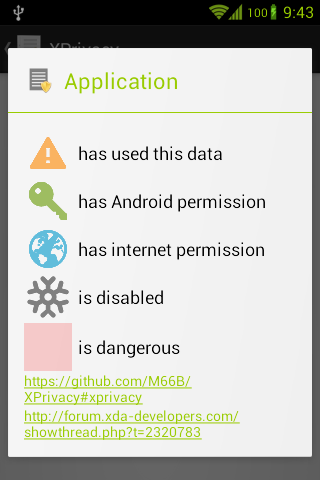 100 9:43
XPrivacy
Application
has used this data
has Android permission
has internet permission
is disabled
is dangerous
https://github.com/M66B/
XPrivacy#xprivacy
http://forum.xda-developers.com/
showthread.php?t=2320783